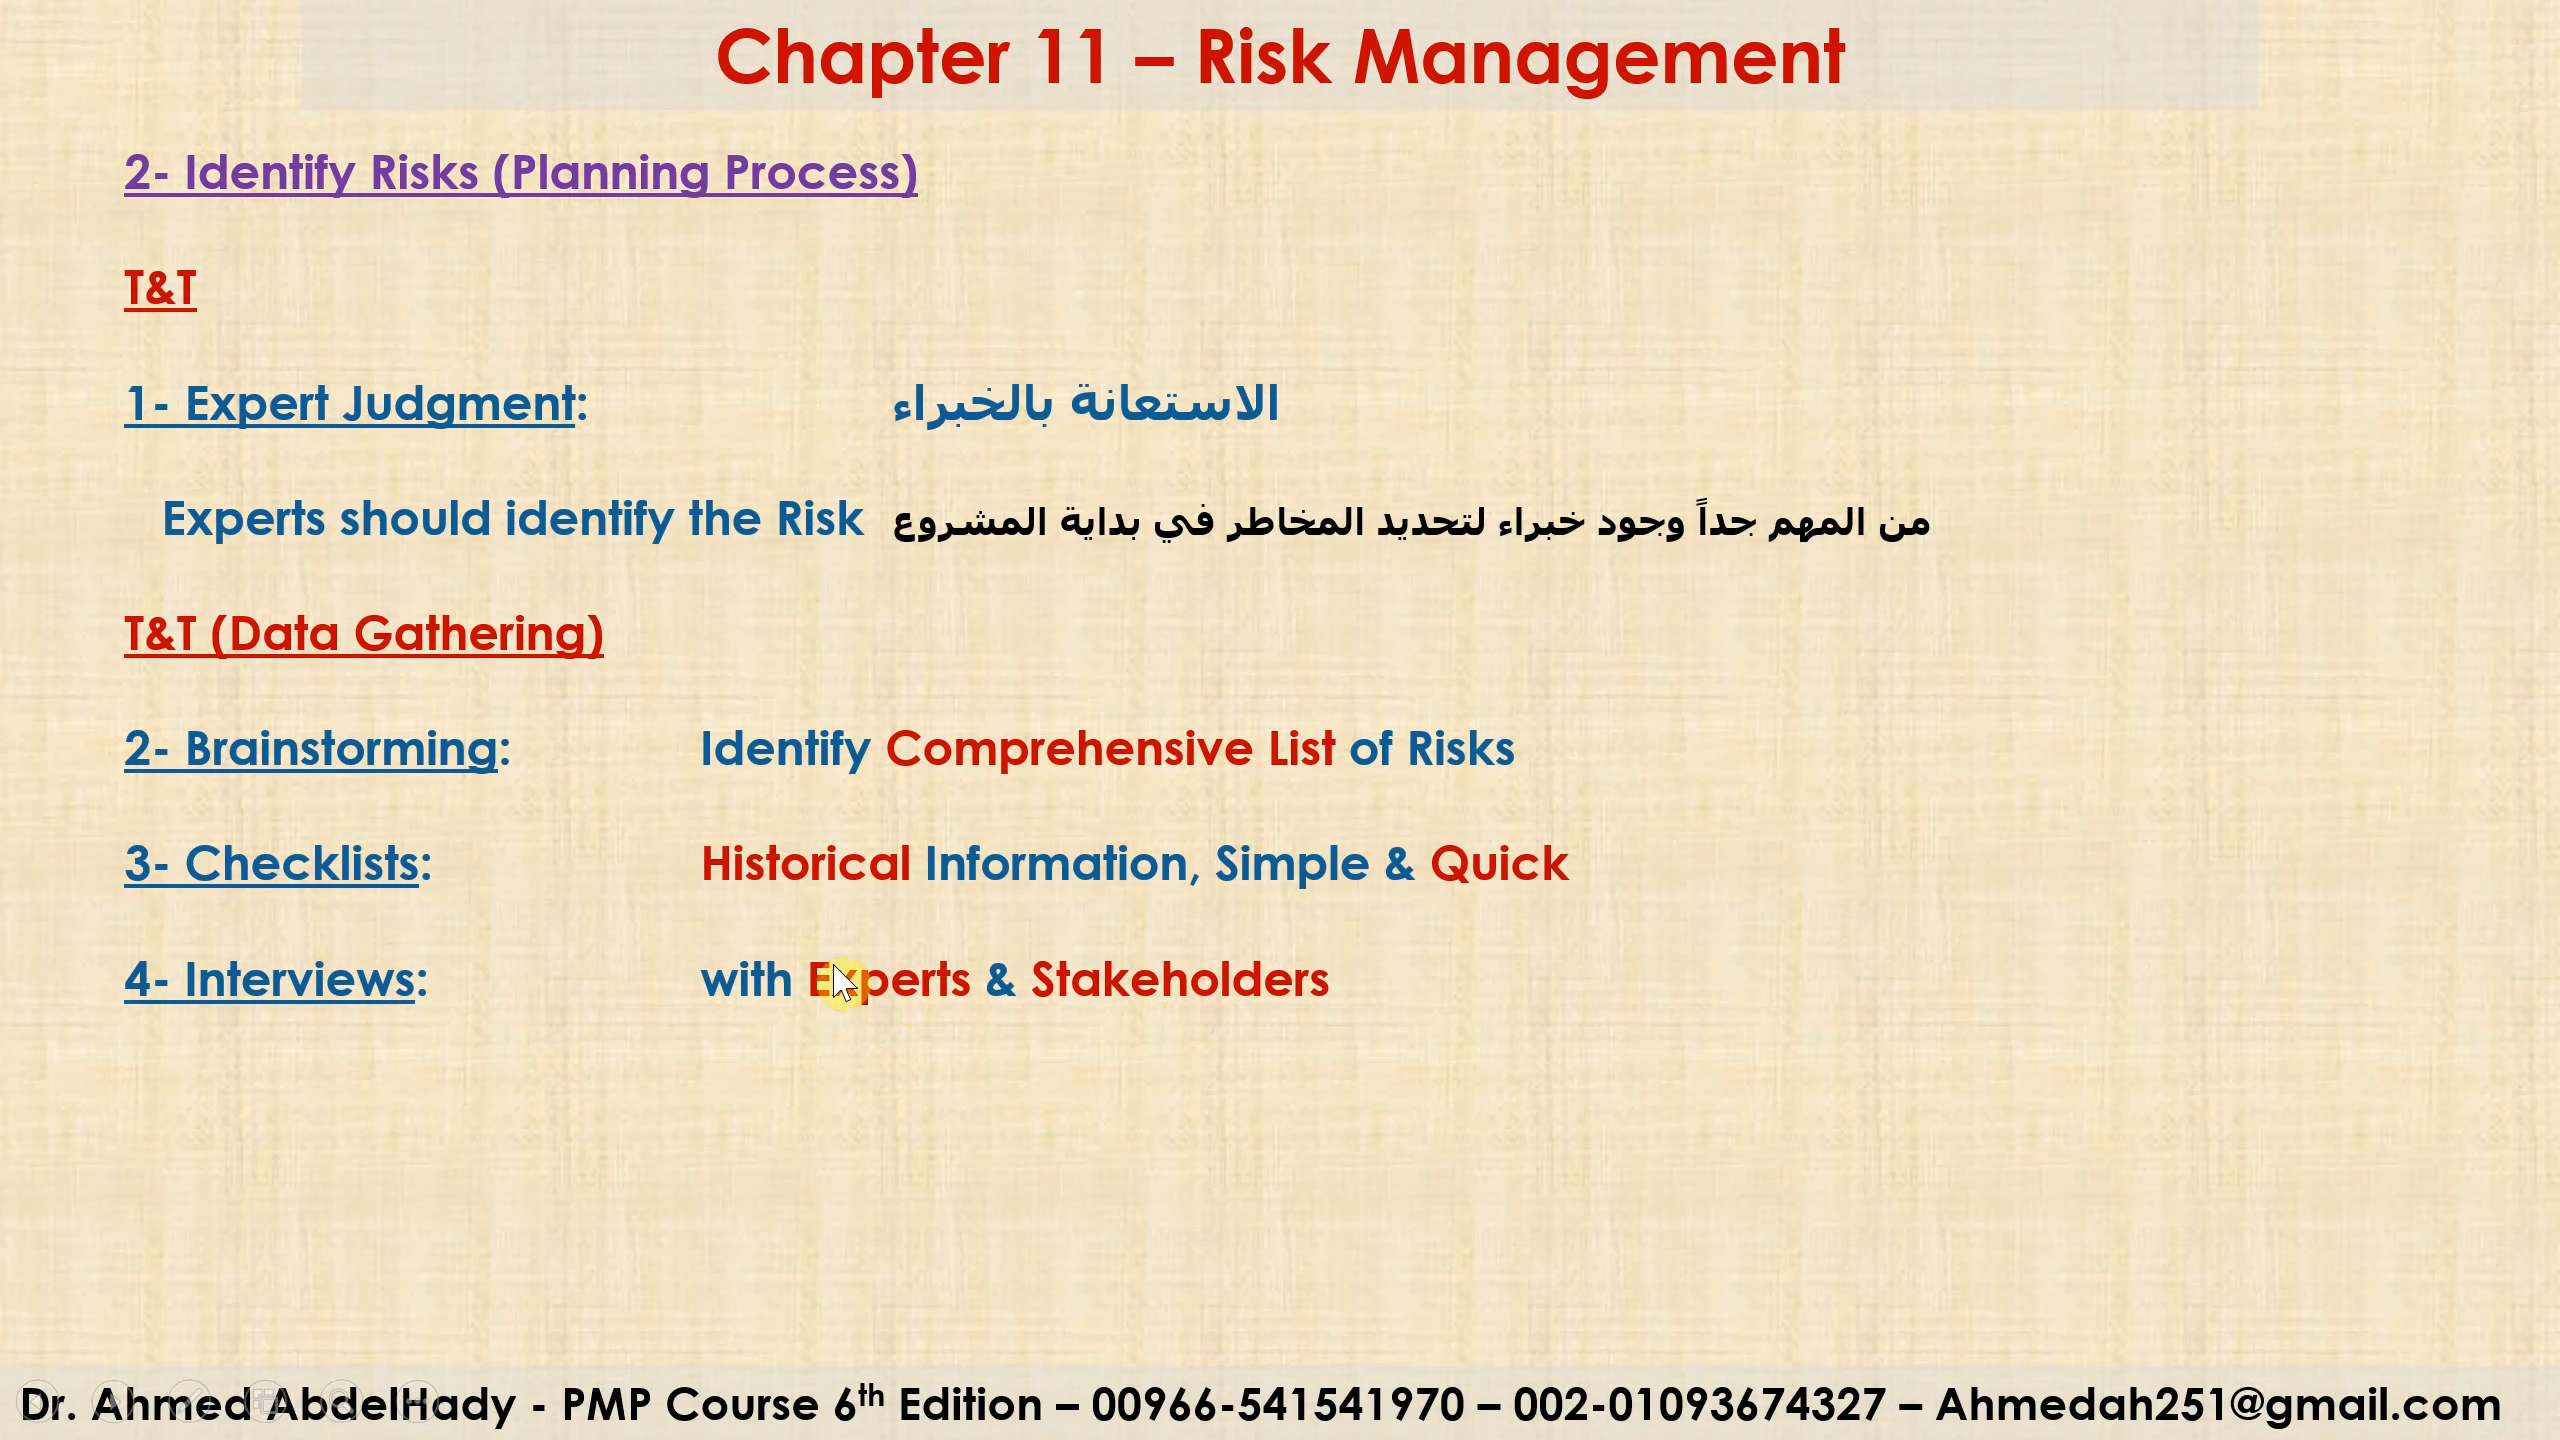 Chapter 11 – Risk Management
2- Identify Risks (Planning Process)
T&T
1- Expert Judgment: الاستعانة بالخبراء
Experts should identify the Risk من المهم جداً وجود خبراء لتحديد المخاطر في بداية المشروع
T&T (Data Gathering)
2- Brainstorming: Identify Comprehensive List of Risks
3- Checklists: Historical Information, Simple & Quick
4- Interviews: with Experts & Stakeholders
Dr. Ahmed AbdelHady - PMP Course 6th Edition – 00966-541541970 – 002-01093674327 – Ahmedah251@gmail.com